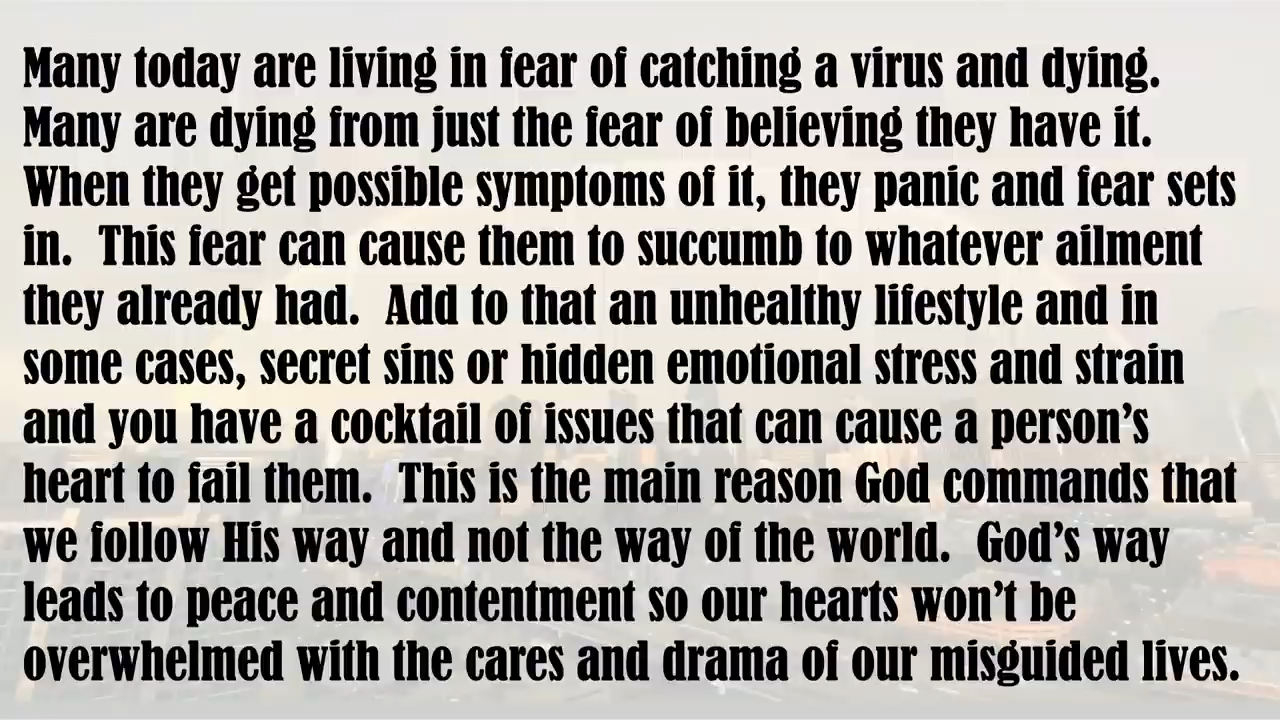 Many today are living in fear of catching a virus and dying.
Many are dying from just the fear of believing they have it.
When they get possible symptoms of it, they panic and fear sets
in.  This fear can cause them to succumb to whatever ailment
they already had.  Add to that an unhealthy lifestyle and in
some cases, secret sins or hidden emotional stress and strain
and you have a cocktail of issues that can cause a person’s
heart to fail them.  This is the main reason God commands that
we follow His way and not the way of the world.  God’s way
leads to peace and contentment so our hearts won’t be
overwhelmed with the cares and drama of our misguided lives.